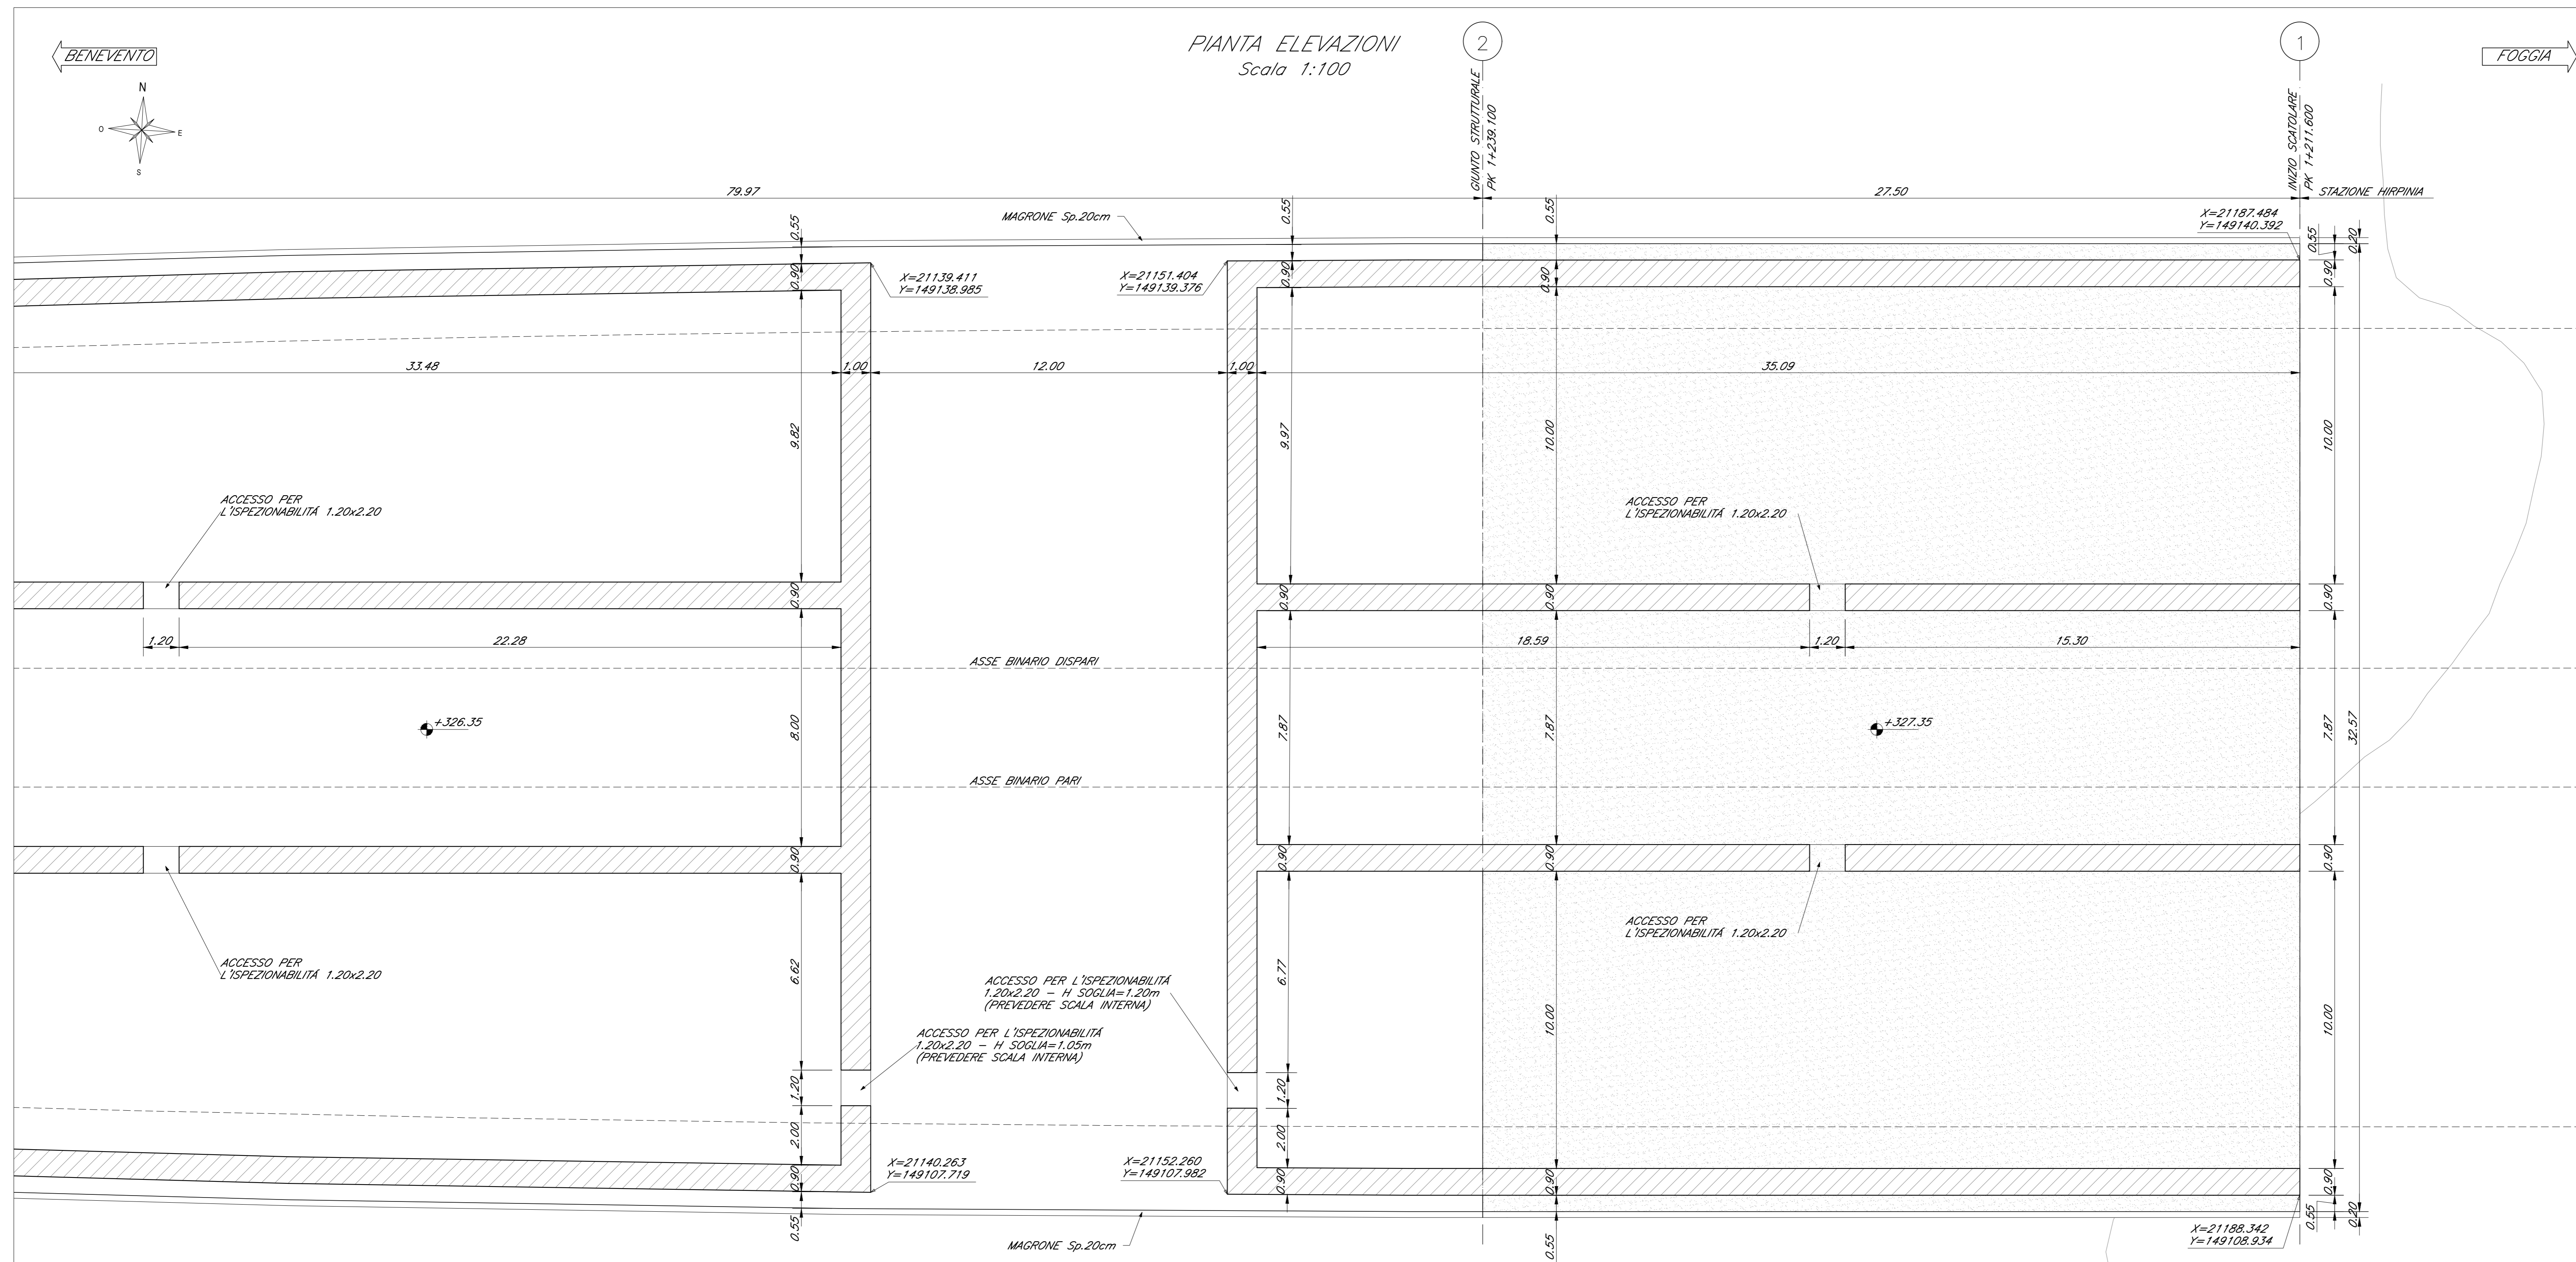 BENEVENTO
PIANTA ELEVAZIONI
Scala 1:100
2
1
FOGGIA
N
O
E
S
GIUNTO STRUTTURALE
PK 1+239.100
INIZIO SCATOLARE
PK 1+211.600
79.97
27.50
STAZIONE HIRPINIA
MAGRONE Sp.20cm
X=21187.484
Y=149140.392
0.55
0.55
0.55
0.55
0.20
X=21139.411
Y=149138.985
X=21151.404
Y=149139.376
0.90
0.90
0.90
0.90
33.48
1.00
12.00
1.00
35.09
9.82
9.97
10.00
10.00
ACCESSO PER
L'ISPEZIONABILITÁ 1.20x2.20
ACCESSO PER
L'ISPEZIONABILITÁ 1.20x2.20
0.90
0.90
0.90
0.90
1.20
22.28
18.59
1.20
15.30
ASSE BINARIO DISPARI
+326.35
8.00
7.87
7.87
+327.35
7.87
32.57
ASSE BINARIO PARI
0.90
0.90
0.90
0.90
ACCESSO PER
L'ISPEZIONABILITÁ 1.20x2.20
ACCESSO PER
L'ISPEZIONABILITÁ 1.20x2.20
6.62
6.77
10.00
10.00
ACCESSO PER L'ISPEZIONABILITÁ
1.20x2.20 - H SOGLIA=1.20m
(PREVEDERE SCALA INTERNA)
ACCESSO PER L'ISPEZIONABILITÁ
1.20x2.20 - H SOGLIA=1.05m
(PREVEDERE SCALA INTERNA)
1.20
1.20
2.00
2.00
X=21140.263
Y=149107.719
X=21152.260
Y=149107.982
0.90
0.90
0.90
0.90
0.55
0.55
0.55
0.20
X=21188.342
Y=149108.934
MAGRONE Sp.20cm